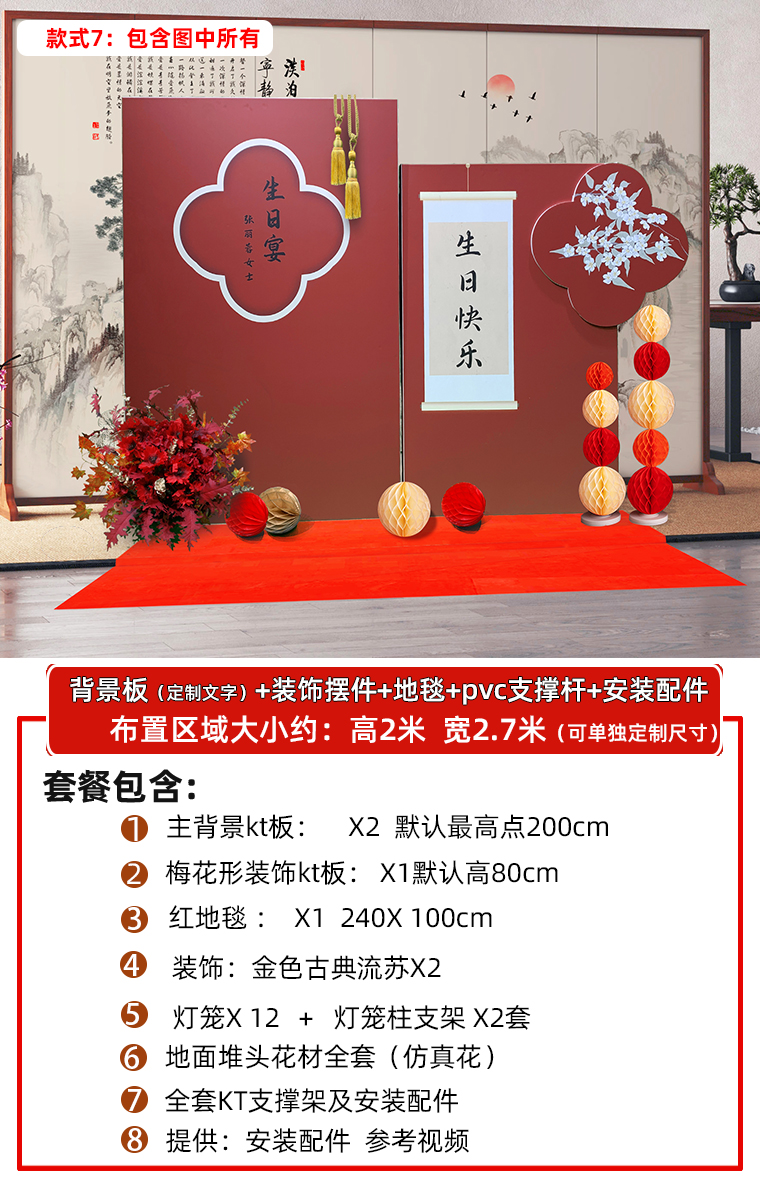 款式7：包含图中所有
淡泊
宁静
生日宴
张丽香女士
生日快乐
背景板（定制文字）+装饰摆件+地毯+pvc支撑杆+安装配件
布置区域大小约：高2米 宽2.7米（可单独定制尺寸）
套餐包含：
1 主背景kt板： X2 默认最高点200cm
2 梅花形装饰kt板： X1默认高80cm
3 红地毯： X1 240X 100cm
4 装饰：金色古典流苏X2
5 灯笼X 12 + 灯笼柱支架 X2套
6 地面堆头花材全套（仿真花）
7 全套KT支撑架及安装配件
8 提供：安装配件 参考视频